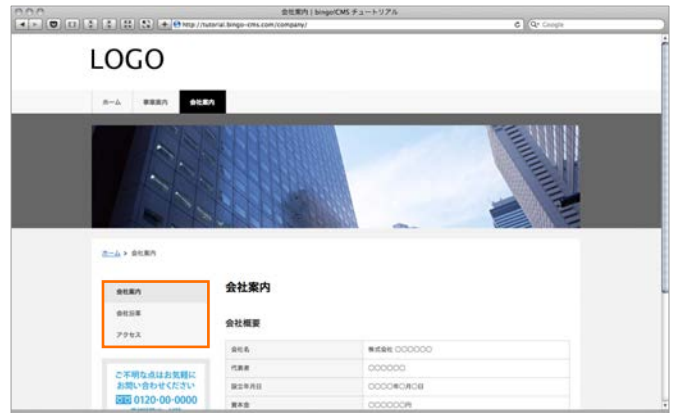 会社案内 | bingo!CMS チュートリアル
http://tutorial.bingo-cms.com/company/
Google
LOGO
ホーム 事業案内 会社案内
ホーム > 会社案内
会社案内
会社沿革
アクセス
ご不明な点はお気軽に
お問い合わせください
0120-00-0000
会社案内
会社概要
会社名 株式会社 〇〇〇〇〇〇
代表者 〇〇〇〇〇〇
設立年月日 〇〇〇〇年〇月〇日
資本金 〇〇〇〇〇〇円